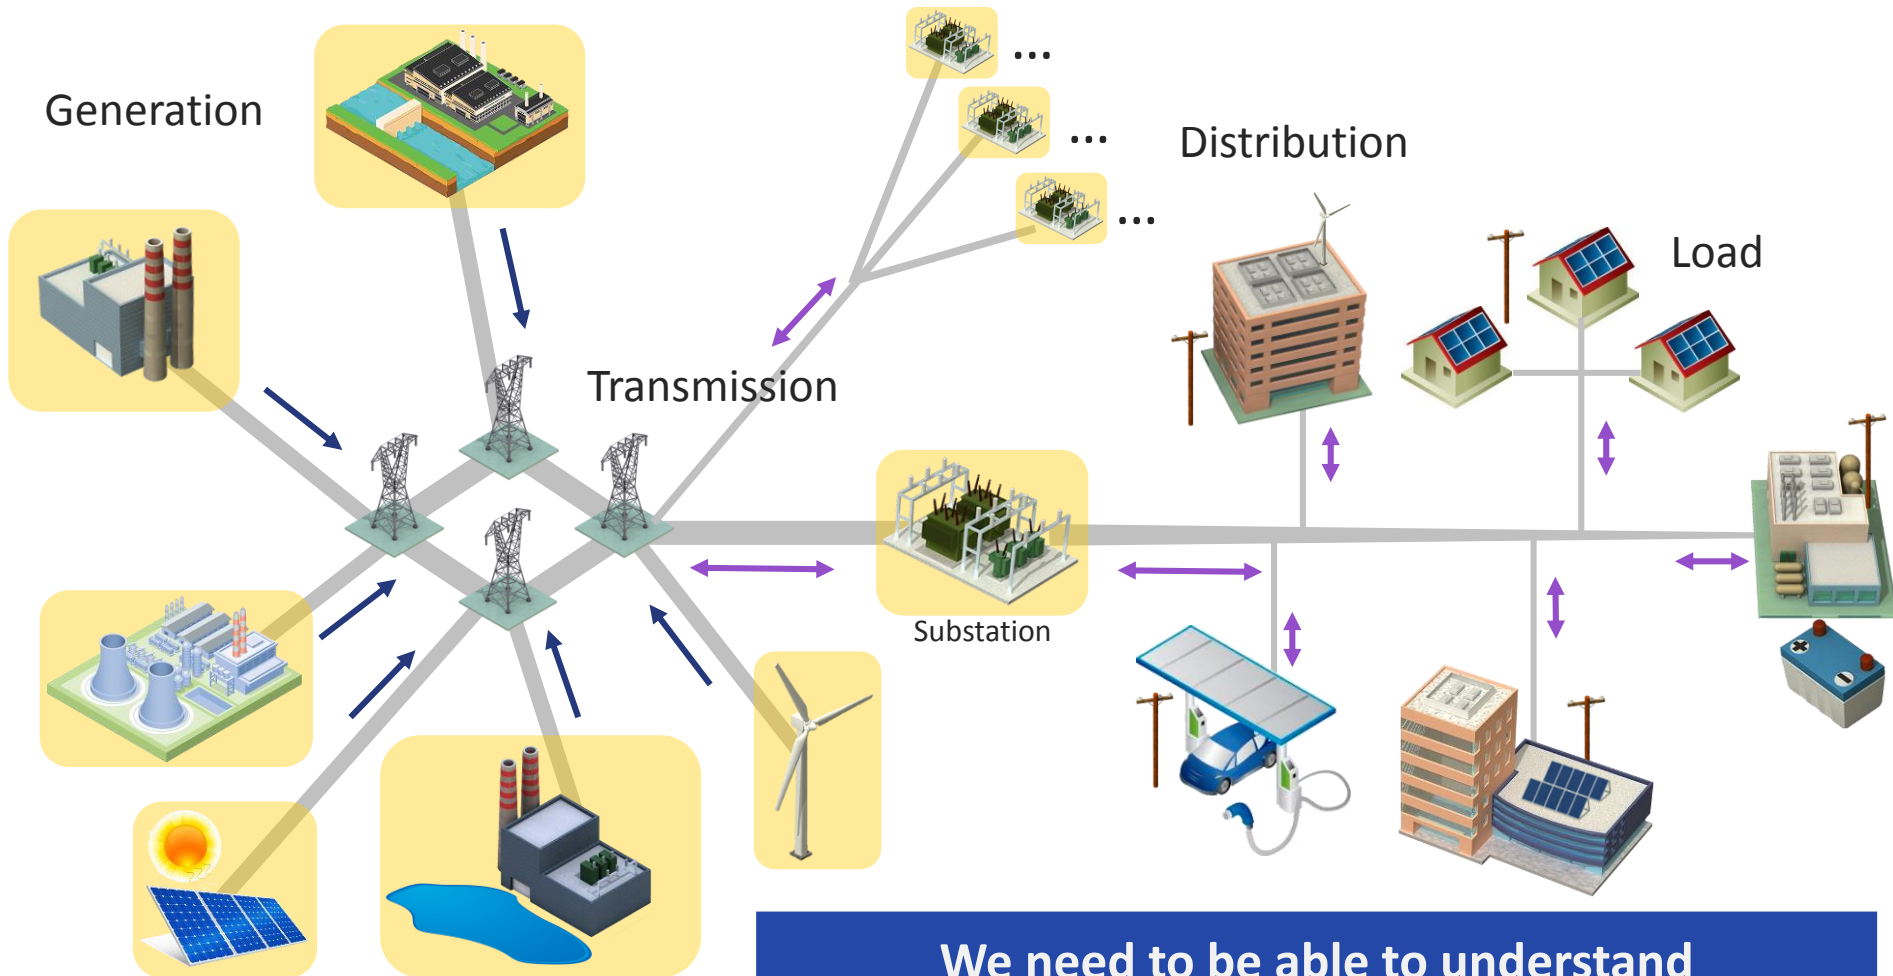 Generation
...
...
Distribution
...
Load
Transmission
Substation
We need to be able to understand